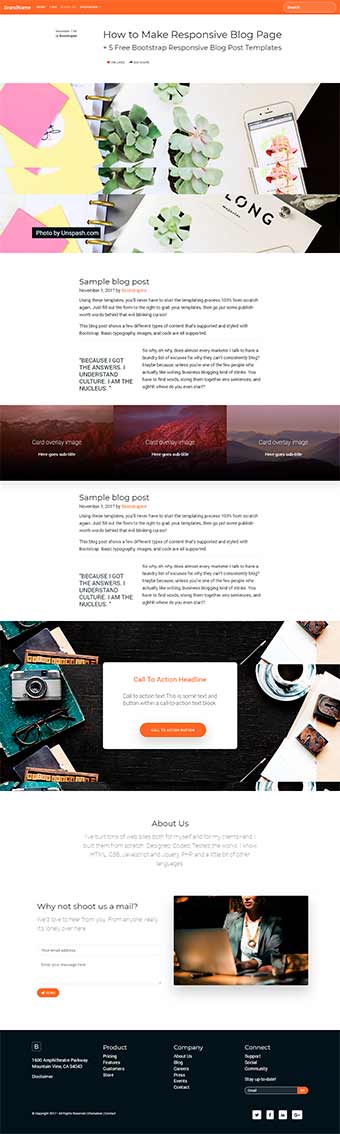 BrandName
Search
November 1 '98
by Bootstraptor
How to Make Responsive Blog Page
+ 5 Free Bootstrap Responsive Blog Post Templates
LONG
Photo by Unspash.com
Sample blog post
November 1, 2017 by Bootstraptor
Using these templates, you'll never have to start the templating process 100% from scratch
again. Just fill out the form to the right to grab your templates, then go put some publish-
worth words behind that evil blinking cursor!
This blog post shows a few different types of content that's supported and styled with
Bootstrap. Basic typography, images, and code are all supported.
"BECAUSE I GOT
THE ANSWERS. I
UNDERSTAND
CULTURE. I AM THE
NUCLEUS. "
So why, oh why, does almost every marketer I talk to have a
laundry list of excuses for why they can't consistently blog?
Maybe because, unless you're one of the few people who
actually like writing, business blogging kind of stinks. You
have to find words, string them together into sentences, and
sighhh where do you even start?
Card overlay image
Here goes sub-title
Card overlay image
Here goes sub-title
Card overlay image
Here goes sub-title
Sample blog post
November 1, 2017 by Bootstraptor
Using these templates, you'll never have to start the templating process 100% from scratch
again. Just fill out the form to the right to grab your templates, then go put some publish-
worth words behind that evil blinking cursor!
This blog post shows a few different types of content that's supported and styled with
Bootstrap. Basic typography, images, and code are all supported.
"BECAUSE I GOT
THE ANSWERS. I
UNDERSTAND
CULTURE. I AM THE
NUCLEUS. "
So why, oh why, does almost every marketer I talk to have a
laundry list of excuses for why they can't consistently blog?
Maybe because, unless you're one of the few people who
actually like writing, business blogging kind of stinks. You
have to find words, string them together into sentences, and
sighhh where do you even start?
Call To Action Headline
Call to action text This is some text and
button within a call-to-action text block.
CALL TO ACTION BUTTON
About Us
I've built tons of web sites both for myself and for my clients-and I
built them from scratch. Designed. Coded. Tested the works. I know
HTML, CSS, Javascript and Jquery, PHP, and a little bit of other
languages.
Why not shoot us a mail?
We'd love to hear from you. From anyone, really.
It's lonely over here.
Your email address
Enter your message here
SEND
B
1600 Amphitheatre Parkway
Mountain View, CA 94043
Disclaimer
Product
Pricing
Features
Customers
Store
Company
About Us
Blog
Careers
Press
Events
Contact
Connect
Support
Social
Community
Stay up-to-date!
Email
© Copyright 2017 - All Rights Reserved | Disclaimer | Contact